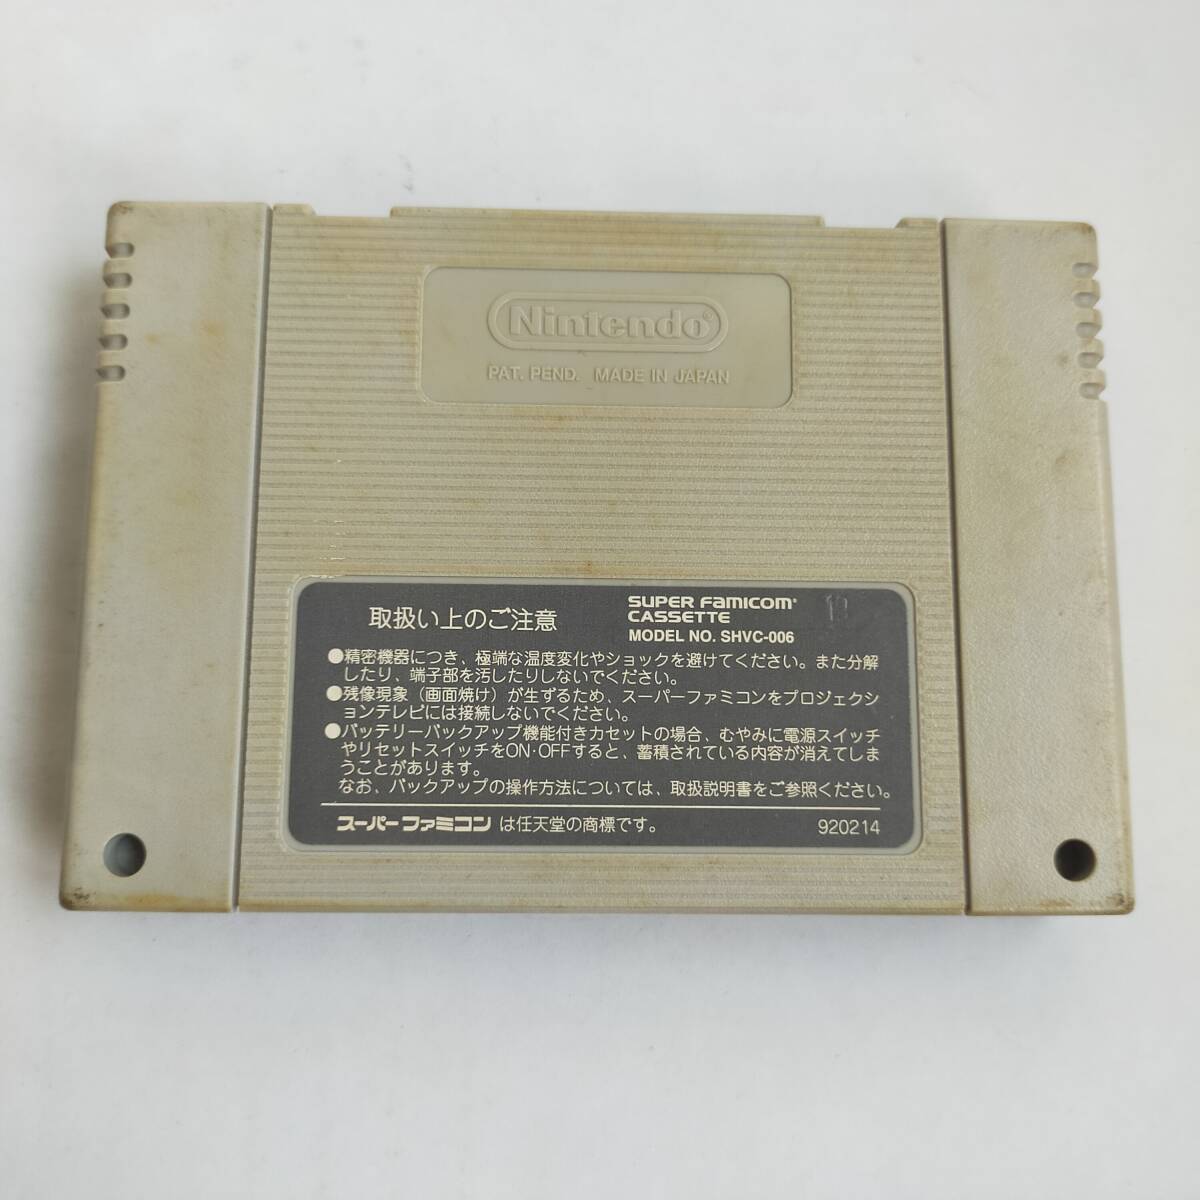 Nintendo®
PAT. PEND. MADE IN JAPAN
取扱い上のご注意
SUPER FAMICOM
CASSETTE
MODEL NO. SHVC-006
●精密機器につき、極端な温度変化やショックを避けてください。また分解
したり、端子部を汚したりしないでください。
●残像現象（画面焼け）が生ずるため、スーパーファミコンをプロジェクシ
ョンテレビには接続しないでください。
●バッテリーバックアップ機能付きカセットの場合、むやみに電源スイッチ
やリセットスイッチをON・OFFすると、蓄積されている内容が消えてしま
うことがあります。
なお、バックアップの操作方法については、取扱説明書をご参照ください。
スーパーファミコン は任天堂の商標です。
920214